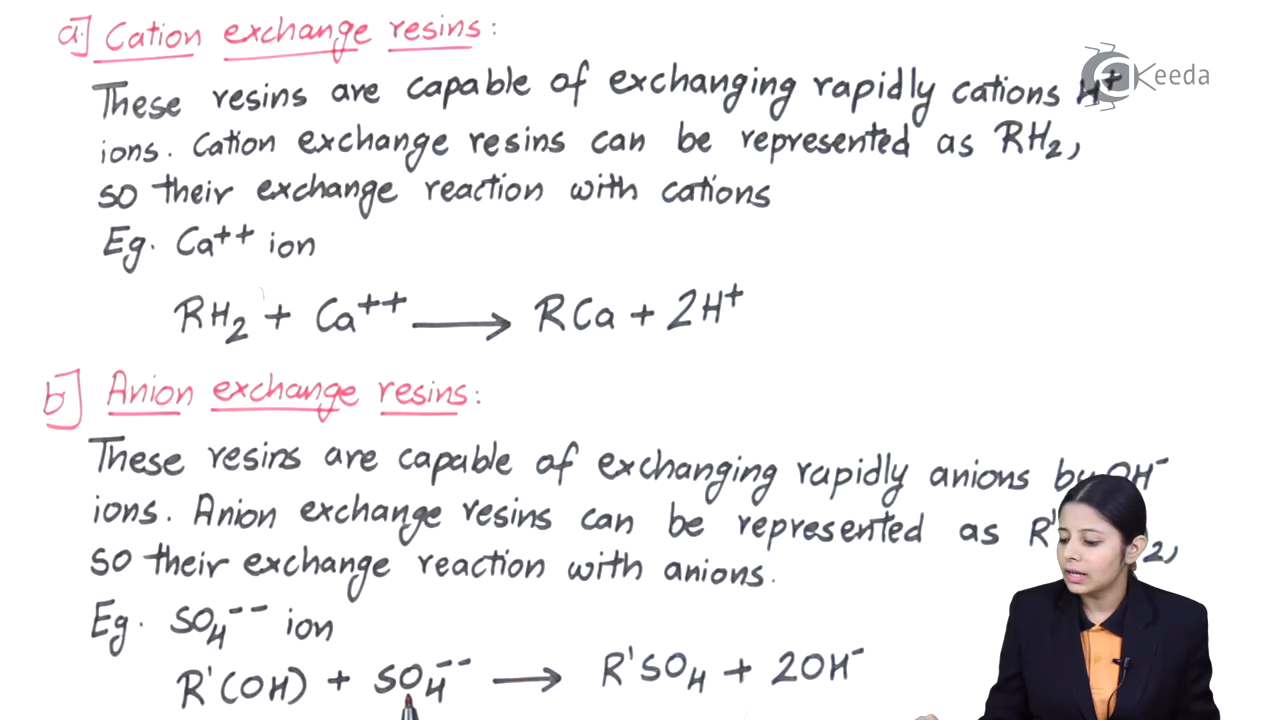 a] Cation exchange resins:
Keeda
These resins are capable of exchanging rapidly cations H⁺
ions. Cation exchange resins can be represented as RH₂,
so their exchange reaction with cations
Eg. Ca⁺⁺ ion
RH₂ + Ca⁺⁺ ⟶ RCa + 2H⁺
b] Anion exchange resins:
These resins are capable of exchanging rapidly anions by OH⁻
ions. Anion exchange resins can be represented as
so their exchange reaction with anions.
Eg. SO₄⁻⁻ ion
R'(OH) + SO₄⁻⁻ ⟶ R'SO₄ + 2OH⁻